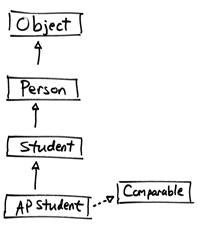 Object
Person
Student
AP Student
Comparable